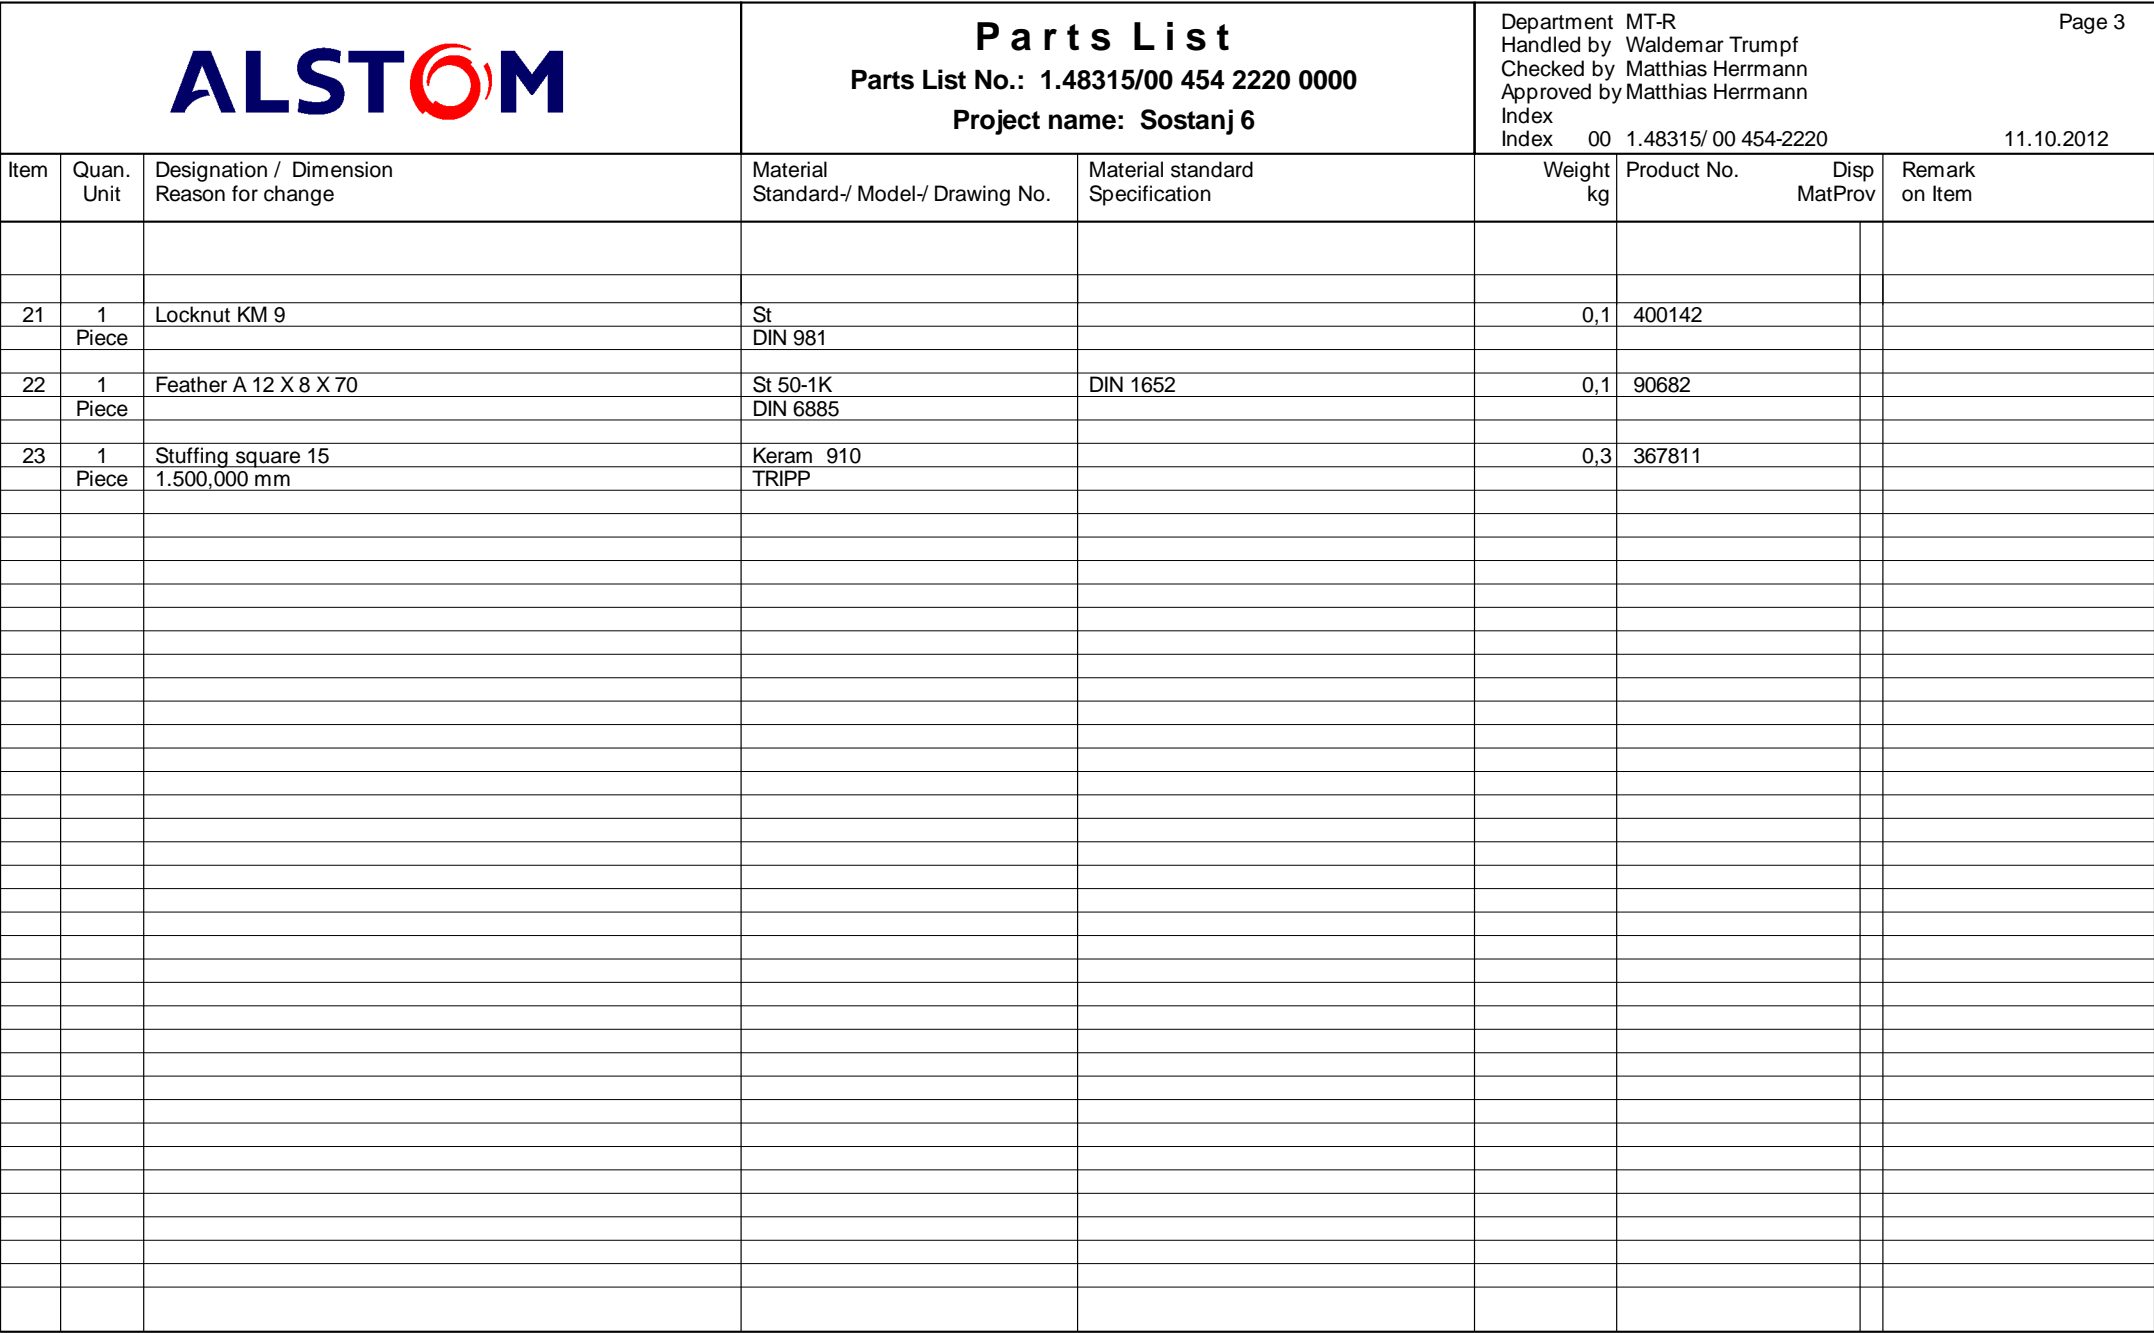 ALSTOM
Parts List
Parts List No.: 1.48315/00 454 2220 0000
Project name: Sostanj 6
Department MT-R Page 3
Handled by Waldemar Trumpf
Checked by Matthias Herrmann
Approved by Matthias Herrmann
Index
Index 00 1.48315/ 00 454-2220 11.10.2012
Item Quan. Designation / Dimension Material Material standard Weight Product No. Disp Remark
Unit Reason for change Standard-/ Model-/ Drawing No. Specification kg MatProv on Item
21 1 Locknut KM 9 St 0,1 400142
Piece DIN 981
22 1 Feather A 12 X 8 X 70 St 50-1K DIN 1652 0,1 90682
Piece DIN 6885
23 1 Stuffing square 15 Keram 910 0,3 367811
Piece 1.500,000 mm TRIPP